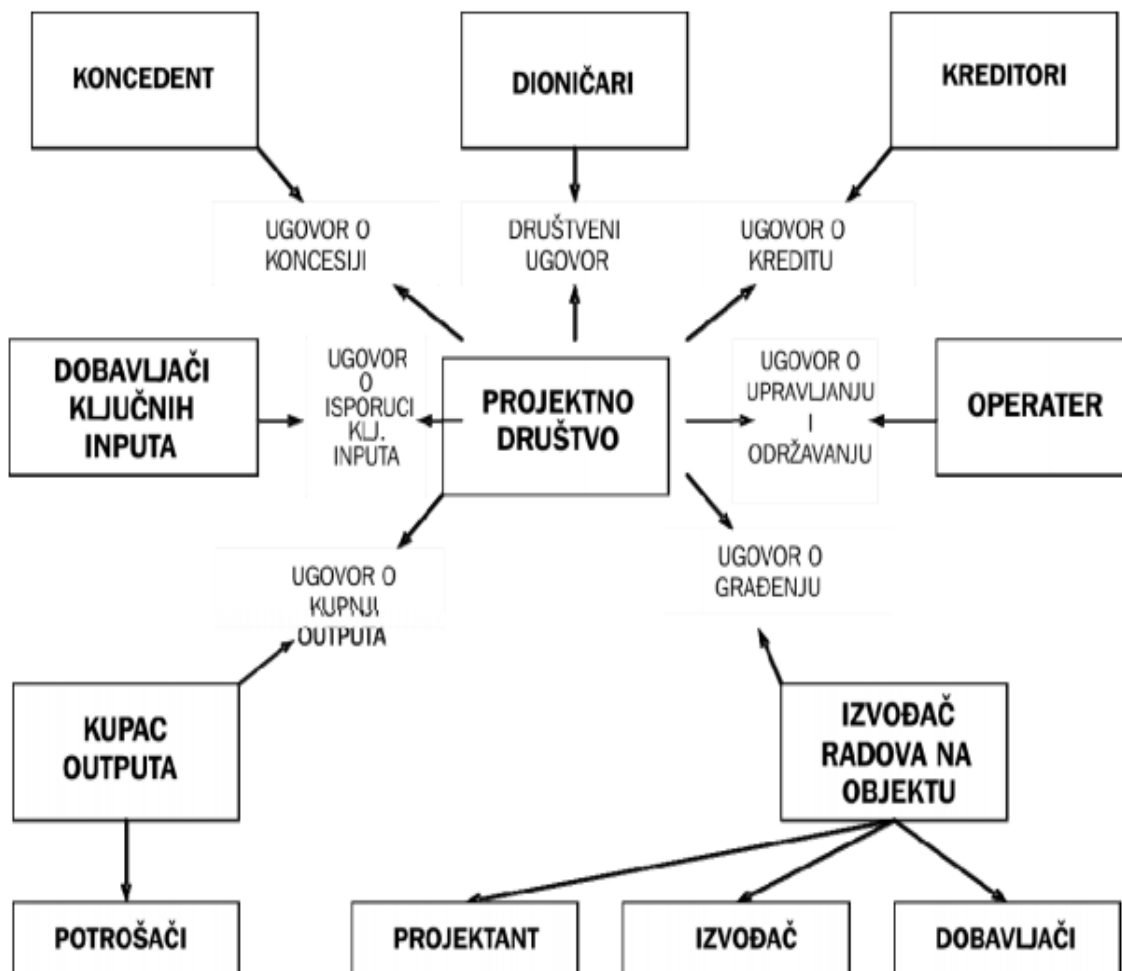 KONCEDENT
DIONIČARI
KREDITORI
UGOVOR O
KONCESIJI
DRUŠTVENI
UGOVOR
UGOVOR O
KREDITU
DOBAVLJAČI
KLJUČNIH
INPUTA
UGOVOR
O
ISPORUCI
KLJ.
INPUTA
PROJEKTNO
DRUŠTVO
UGOVOR O
UPRAVLJANJU
I
ODRŽAVANJU
OPERATER
UGOVOR O
KUPNJI
OUTPUTA
UGOVOR O
GRAĐENJU
KUPAC
OUTPUTA
IZVOĐAČ
RADOVA NA
OBJEKTU
POTROŠAČI
PROJEKTANT
IZVOĐAČ
DOBAVLJAČI